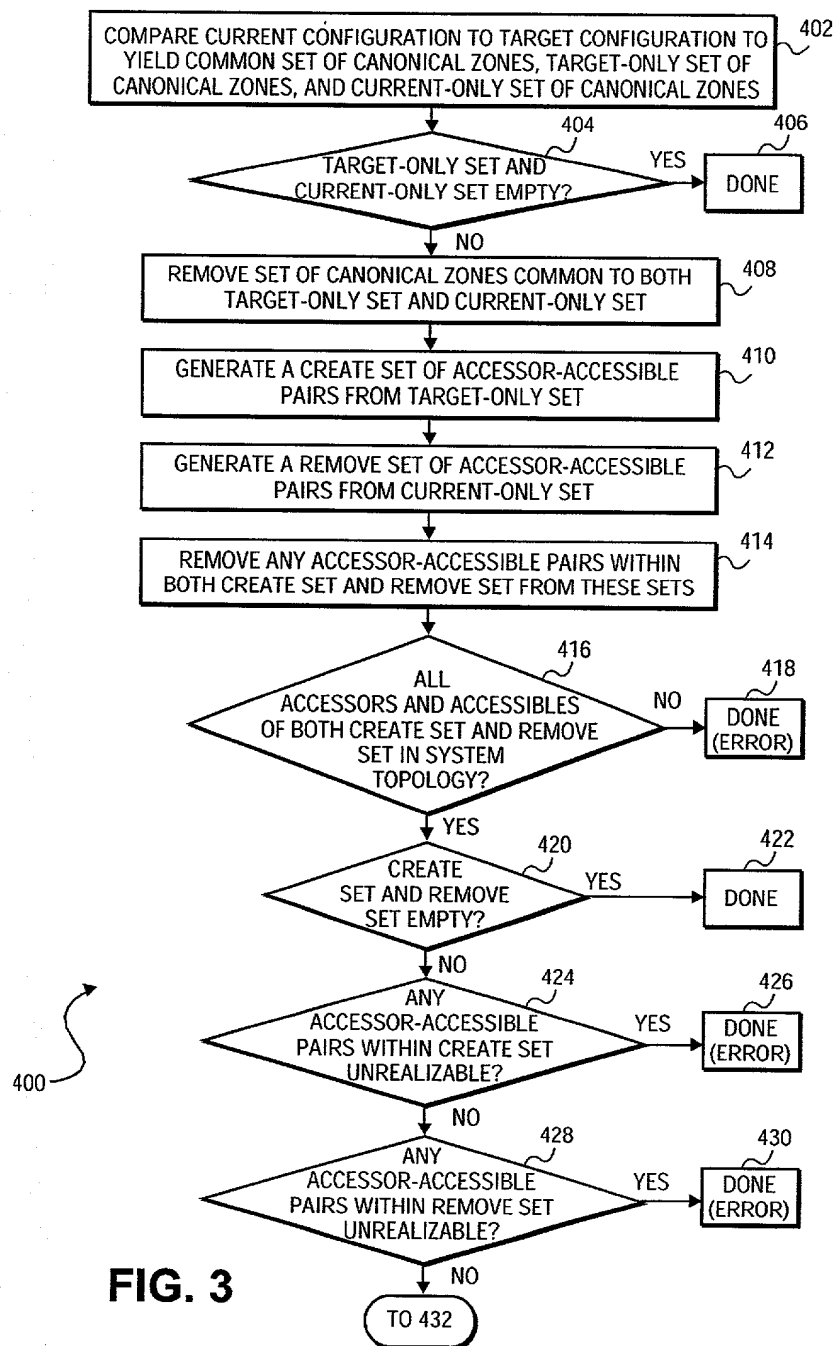 COMPARE CURRENT CONFIGURATION TO TARGET CONFIGURATION TO
YIELD COMMON SET OF CANONICAL ZONES, TARGET-ONLY SET OF
CANONICAL ZONES, AND CURRENT-ONLY SET OF CANONICAL ZONES
402
404
TARGET-ONLY SET AND
CURRENT-ONLY SET EMPTY?
YES
406
DONE
NO
REMOVE SET OF CANONICAL ZONES COMMON TO BOTH
TARGET-ONLY SET AND CURRENT-ONLY SET
408
GENERATE A CREATE SET OF ACCESSOR-ACCESSIBLE
PAIRS FROM TARGET-ONLY SET
410
GENERATE A REMOVE SET OF ACCESSOR-ACCESSIBLE
PAIRS FROM CURRENT-ONLY SET
412
REMOVE ANY ACCESSOR-ACCESSIBLE PAIRS WITHIN
BOTH CREATE SET AND REMOVE SET FROM THESE SETS
414
416
ALL
ACCESSORS AND ACCESSIBLES
OF BOTH CREATE SET AND REMOVE
SET IN SYSTEM
TOPOLOGY?
NO
418
DONE
(ERROR)
YES
420
CREATE
SET AND REMOVE
SET EMPTY?
YES
422
DONE
NO
424
ANY
ACCESSOR-ACCESSIBLE
PAIRS WITHIN CREATE SET
UNREALIZABLE?
YES
426
DONE
(ERROR)
400
NO
428
ANY
ACCESSOR-ACCESSIBLE
PAIRS WITHIN REMOVE SET
UNREALIZABLE?
YES
430
DONE
(ERROR)
NO
FIG. 3
TO 432